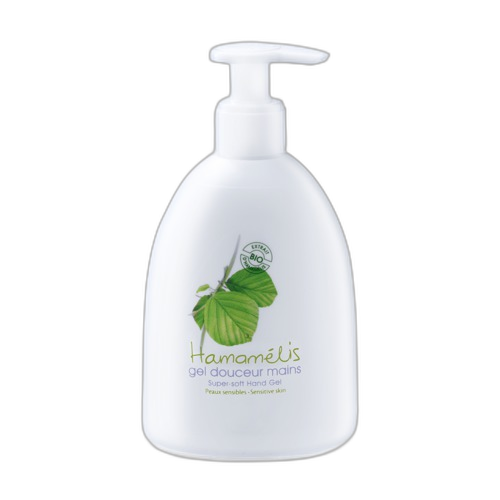 EXTRAIT
BIO
Hamamélis
gel douceur mains
Super-soft Hand Gel
Peaux sensibles - Sensitive skin